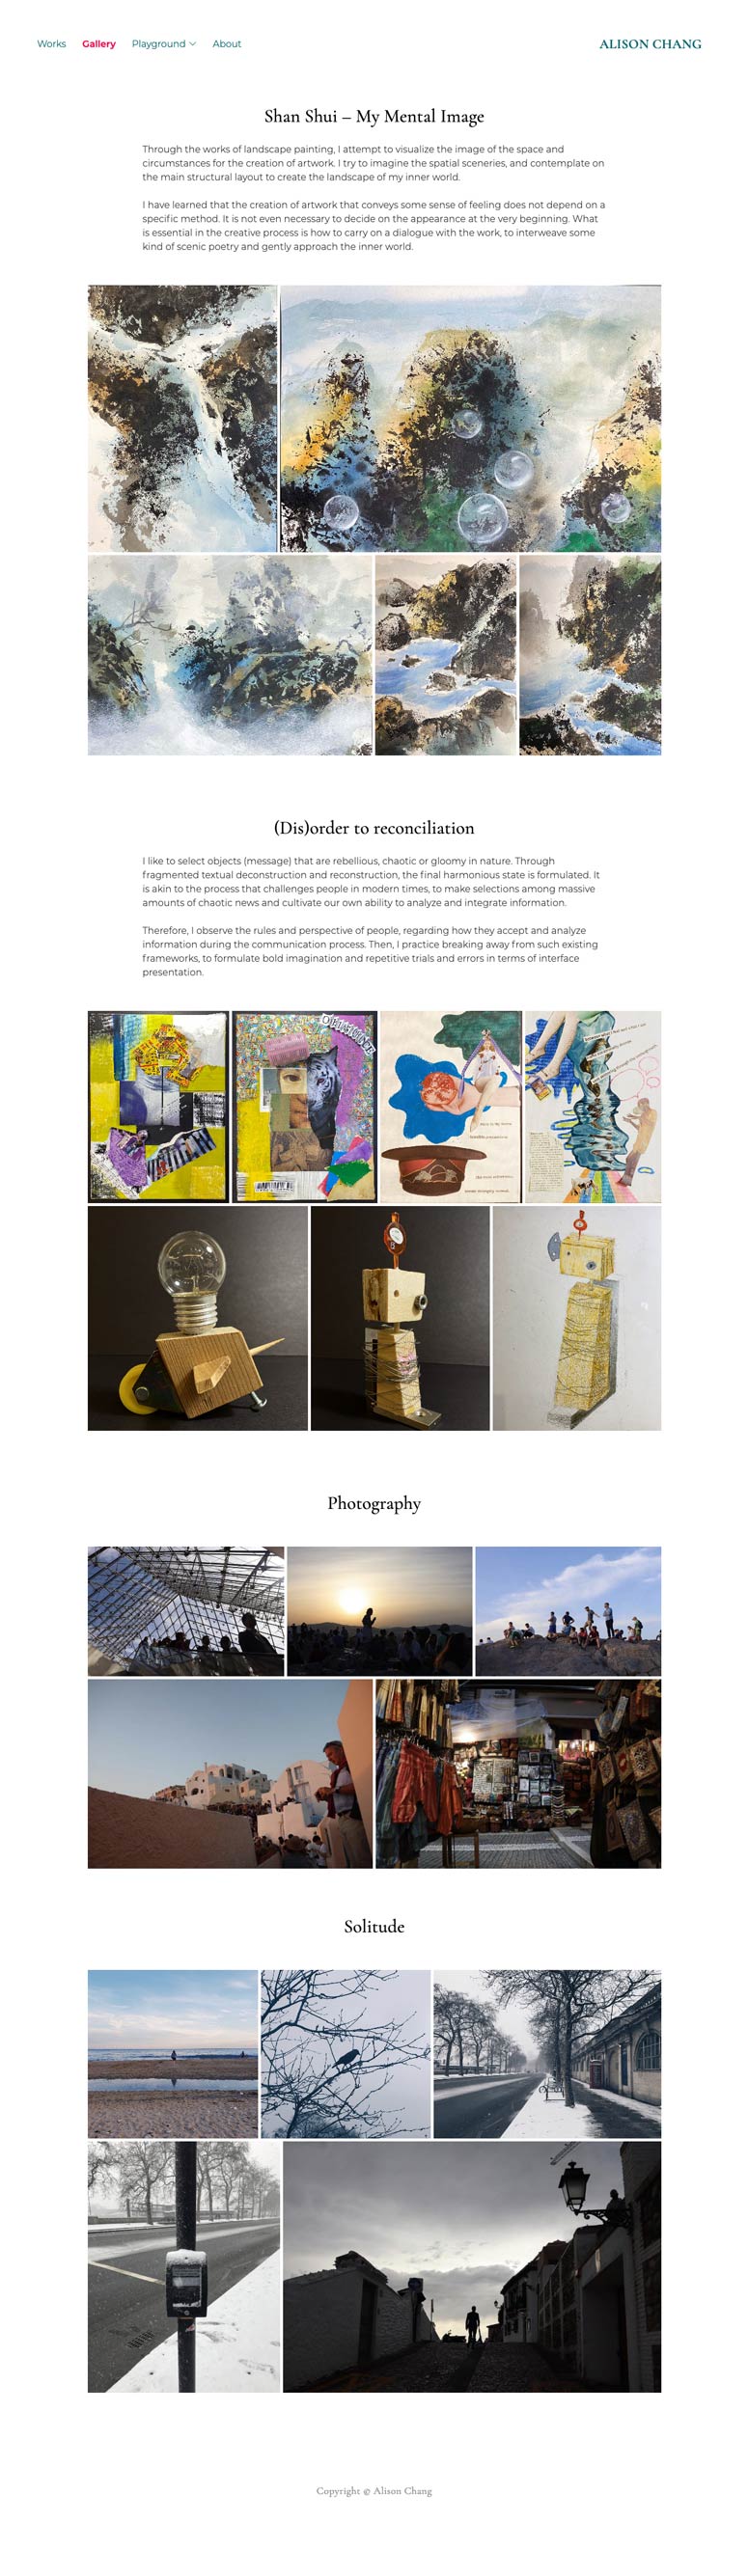 Works Gallery Playground About
ALISON CHANG
Shan Shui – My Mental Image
Through the works of landscape painting, I attempt to visualize the image of the space and
circumstances for the creation of artwork. I try to imagine the spatial sceneries, and contemplate on
the main structural layout to create the landscape of my inner world.
I have learned that the creation of artwork that conveys some sense of feeling does not depend on a
specific method. It is not even necessary to decide on the appearance at the very beginning. What
is essential in the creative process is how to carry on a dialogue with the work, to interweave some
kind of scenic poetry and gently approach the inner world.
(Dis)order to reconciliation
I like to select objects (message) that are rebellious, chaotic or gloomy in nature. Through
fragmented textual deconstruction and reconstruction, the final harmonious state is formulated. It
is akin to the process that challenges people in modern times, to make selections among massive
amounts of chaotic news and cultivate our own ability to analyze and integrate information.
Therefore, I observe the rules and perspective of people, regarding how they accept and analyze
information during the communication process. Then, I practice breaking away from such existing
frameworks, to formulate bold imagination and repetitive trials and errors in terms of interface
presentation.
Photography
Solitude
Copyright © Alison Chang